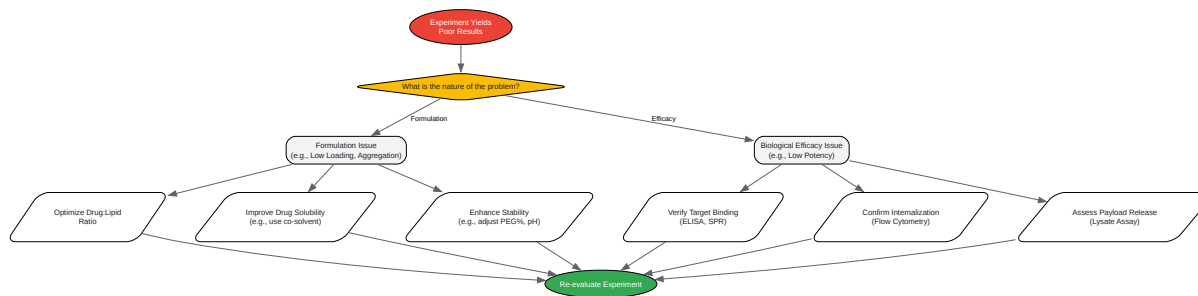 Experiment Yields
Poor Results
What is the nature of the problem?
Formulation
Efficacy
Formulation Issue
(e.g., Low Loading, Aggregation)
Biological Efficacy Issue
(e.g., Low Potency)
Optimize Drug:Lipid
Ratio
Improve Drug Solubility
(e.g., use co-solvent)
Enhance Stability
(e.g., adjust PEG%, pH)
Verify Target Binding
(ELISA, SPR)
Confirm Internalization
(Flow Cytometry)
Assess Payload Release
(Lysate Assay)
Re-evaluate Experiment